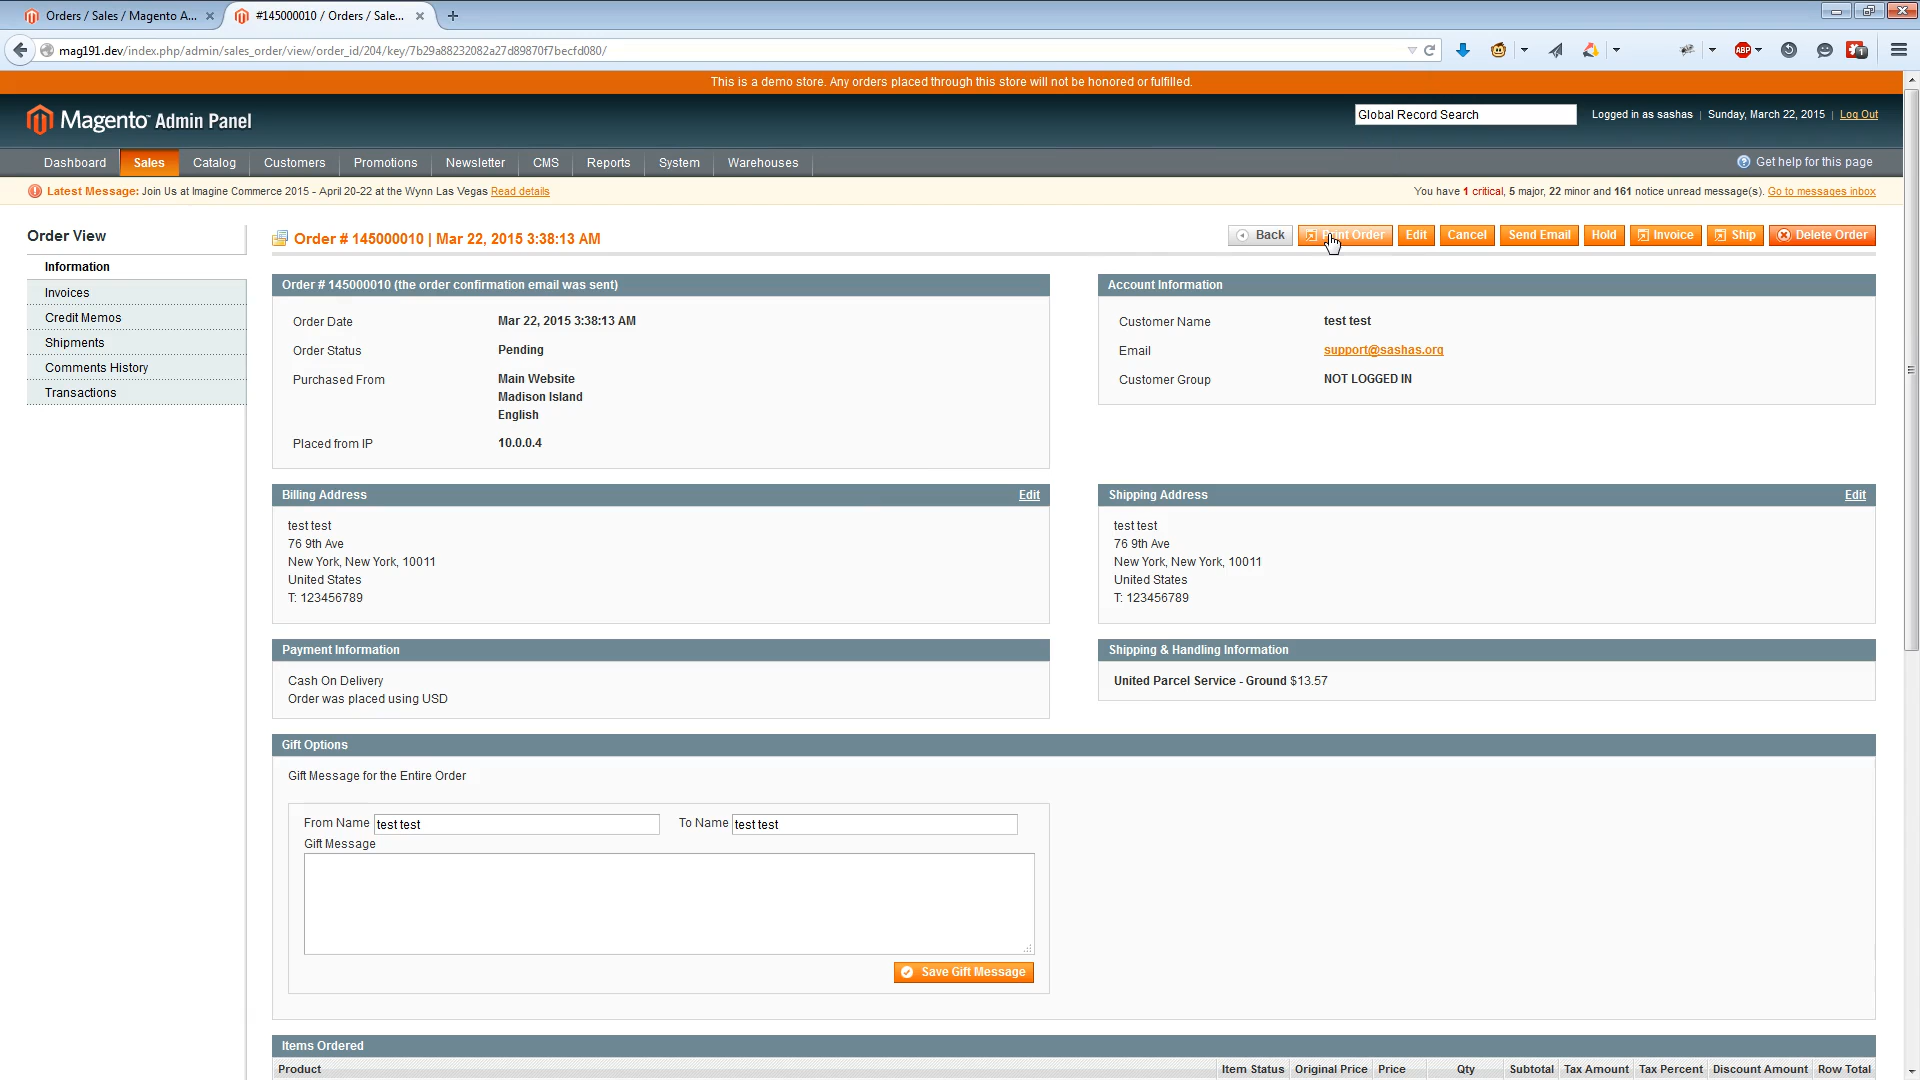 Orders / Sales / Magento A...
#145000010 / Orders / Sale...
mag191.dev/index.php/admin/sales_order/view/order_id/204/key/7b29a88232082a27d89870f7becfd080/
ABP
1
This is a demo store. Any orders placed through this store will not be honored or fulfilled.
Magento Admin Panel
Global Record Search
Logged in as sashas | Sunday, March 22, 2015 | Log Out
Dashboard Sales Catalog Customers Promotions Newsletter CMS Reports System Warehouses
Get help for this page
Latest Message: Join Us at Imagine Commerce 2015 - April 20-22 at the Wynn Las Vegas Read details
You have 1 critical, 5 major, 22 minor and 161 notice unread message(s). Go to messages inbox
Order View
Information
Invoices
Credit Memos
Shipments
Comments History
Transactions
Order # 145000010 | Mar 22, 2015 3:38:13 AM
Back Print Order Edit Cancel Send Email Hold Invoice Ship Delete Order
Order # 145000010 (the order confirmation email was sent)
Order Date Mar 22, 2015 3:38:13 AM
Order Status Pending
Purchased From Main Website
Madison Island
English
Placed from IP 10.0.0.4
Account Information
Customer Name test test
Email support@sashas.org
Customer Group NOT LOGGED IN
Billing Address Edit
test test
76 9th Ave
New York, New York, 10011
United States
T: 123456789
Shipping Address Edit
test test
76 9th Ave
New York, New York, 10011
United States
T: 123456789
Payment Information
Cash On Delivery
Order was placed using USD
Shipping & Handling Information
United Parcel Service - Ground $13.57
Gift Options
Gift Message for the Entire Order
From Name test test To Name test test
Gift Message
Save Gift Message
Items Ordered
Product Item Status Original Price Price Qty Subtotal Tax Amount Tax Percent Discount Amount Row Total